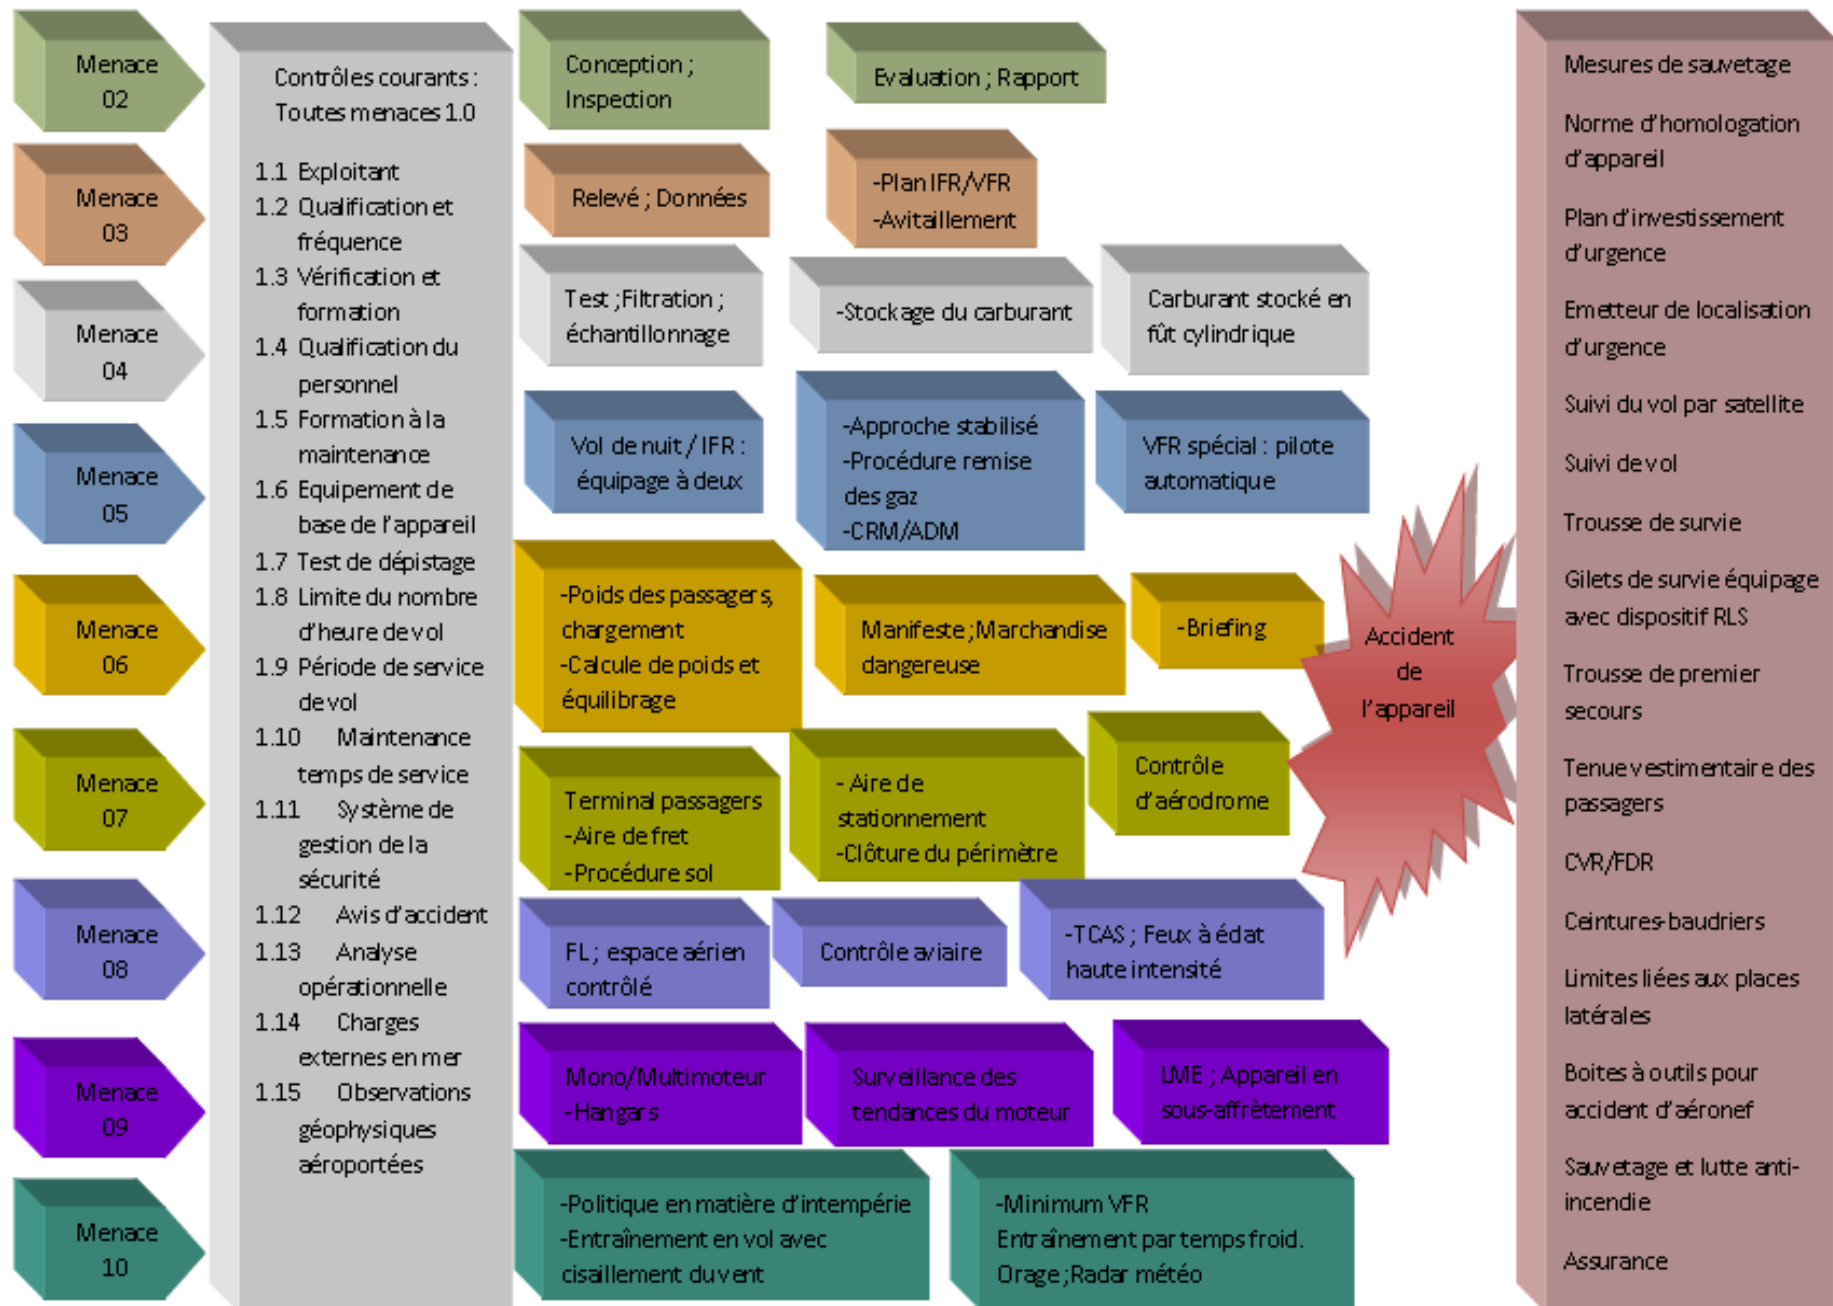 Menace
02
Menace
03
Menace
04
Menace
05
Menace
06
Menace
07
Menace
08
Menace
09
Menace
10
Contrôles courants :
Toutes menaces 1.0
1.1 Exploitant
1.2 Qualification et
fréquence
1.3 Vérification et
formation
1.4 Qualification du
personnel
1.5 Formation à la
maintenance
1.6 Equipement de
base de l'appareil
1.7 Test de dépistage
1.8 Limite du nombre
d'heure de vol
1.9 Période de service
de vol
1.10 Maintenance
temps de service
1.11 Système de
gestion de la
sécurité
1.12 Avis d'accident
1.13 Analyse
opérationnelle
1.14 Charges
externes en mer
1.15 Observations
géophysiques
aéroportées
Conception ;
Inspection
Evaluation ; Rapport
Relevé ; Données
-Plan IFR/VFR
-Avitaillement
Test ;Filtration ;
échantillonnage
-Stockage du carburant
Carburant stocké en
fût cylindrique
Vol de nuit / IFR :
équipage à deux
-Approche stabilisé
-Procédure remise
des gaz
-CRM/ADM
VFR spécial : pilote
automatique
-Poids des passagers,
chargement
-Calcule de poids et
équilibrage
Manifeste ;Marchandise
dangereuse
-Briefing
Terminal passagers
-Aire de fret
-Procédure sol
- Aire de
stationnement
-Clôture du périmètre
Contrôle
d'aérodrome
FL ; espace aérien
contrôlé
Contrôle aviaire
-TCAS ; Feux à éclat
haute intensité
Mono/Multimoteur
-Hangars
Surveillance des
tendances du moteur
LME ; Appareil en
sous-affrètement
-Politique en matière d'intempérie
-Entraînement en vol avec
cisaillement du vent
-Minimum VFR
Entraînement par temps froid.
Orage ;Radar météo
Accident
de
l'appareil
Mesures de sauvetage
Norme d'homologation
d'appareil
Plan d'investissement
d'urgence
Emetteur de localisation
d'urgence
Suivi du vol par satellite
Suivi de vol
Trousse de survie
Gilets de survie équipage
avec dispositif RLS
Trousse de premier
secours
Tenue vestimentaire des
passagers
CVR/FDR
Ceintures-baudriers
Limites liées aux places
latérales
Boites à outils pour
accident d'aéronef
Sauvetage et lutte anti-
incendie
Assurance